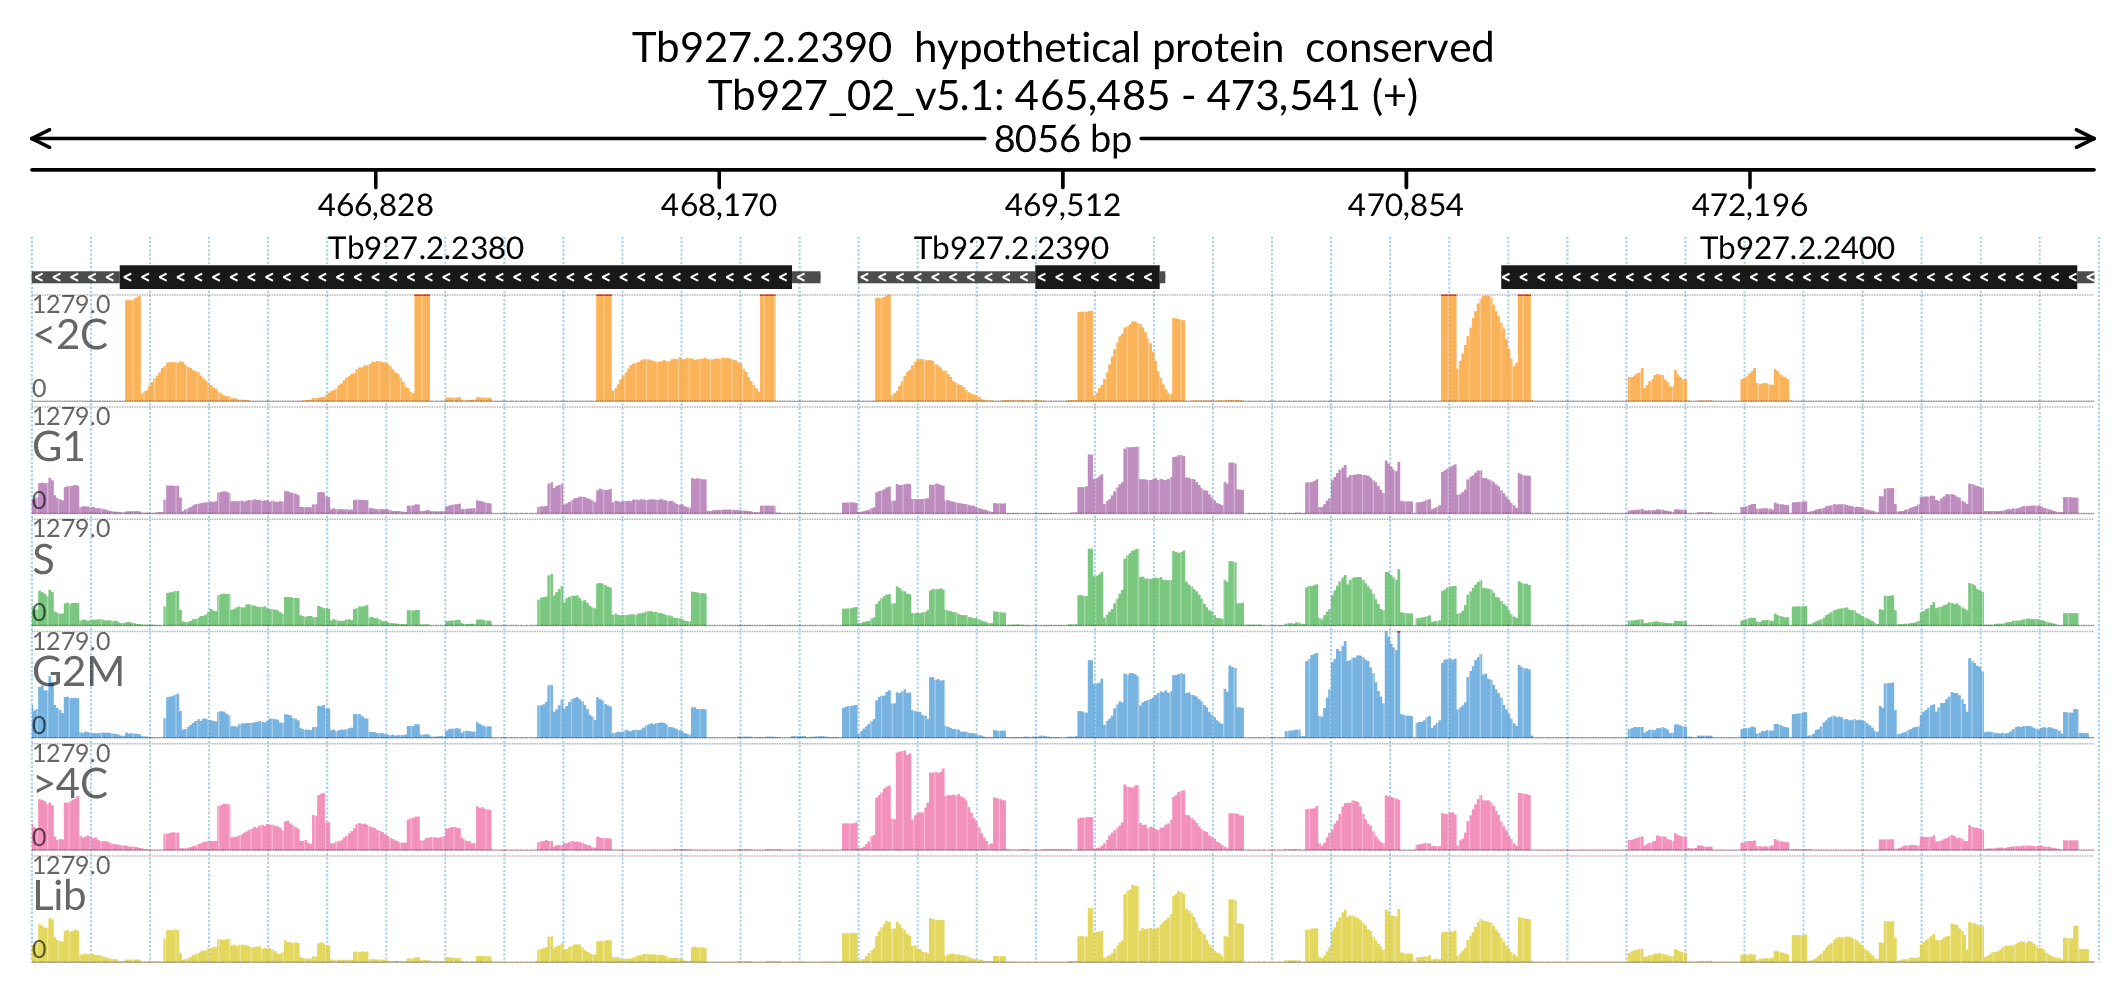 Tb927.2.2390  hypothetical protein  conserved
Tb927_02_v5.1: 465,485 - 473,541 (+)
8056 bp
466,828 468,170 469,512 470,854 472,196
Tb927.2.2380 Tb927.2.2390 Tb927.2.2400
1279.0
<2C
0
1279.0
G1
0
1279.0
S
0
1279.0
G2M
0
1279.0
>4C
0
1279.0
Lib
0